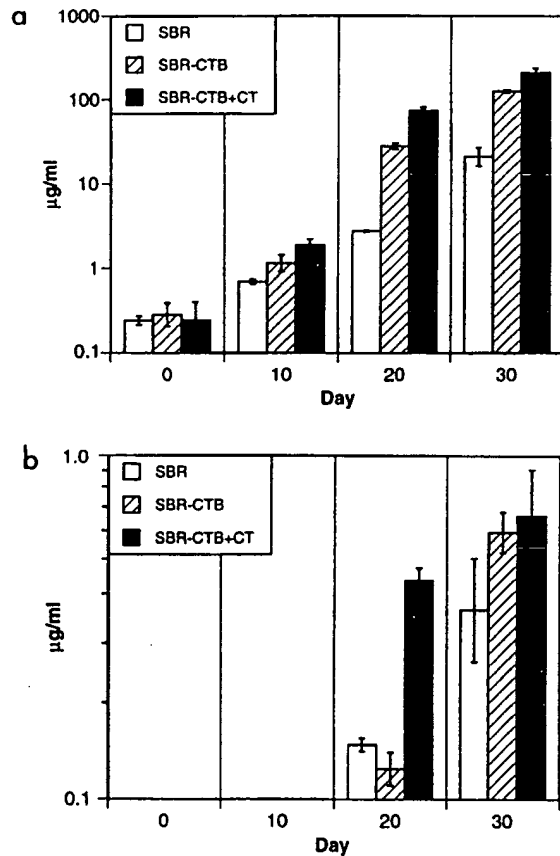 a
1000
100
10
1
0.1
µg/ml
SBR
SBR-CTB
SBR-CTB+CT
0 10 20 30
Day
b
1.0
0.1
µg/ml
SBR
SBR-CTB
SBR-CTB+CT
0 10 20 30
Day